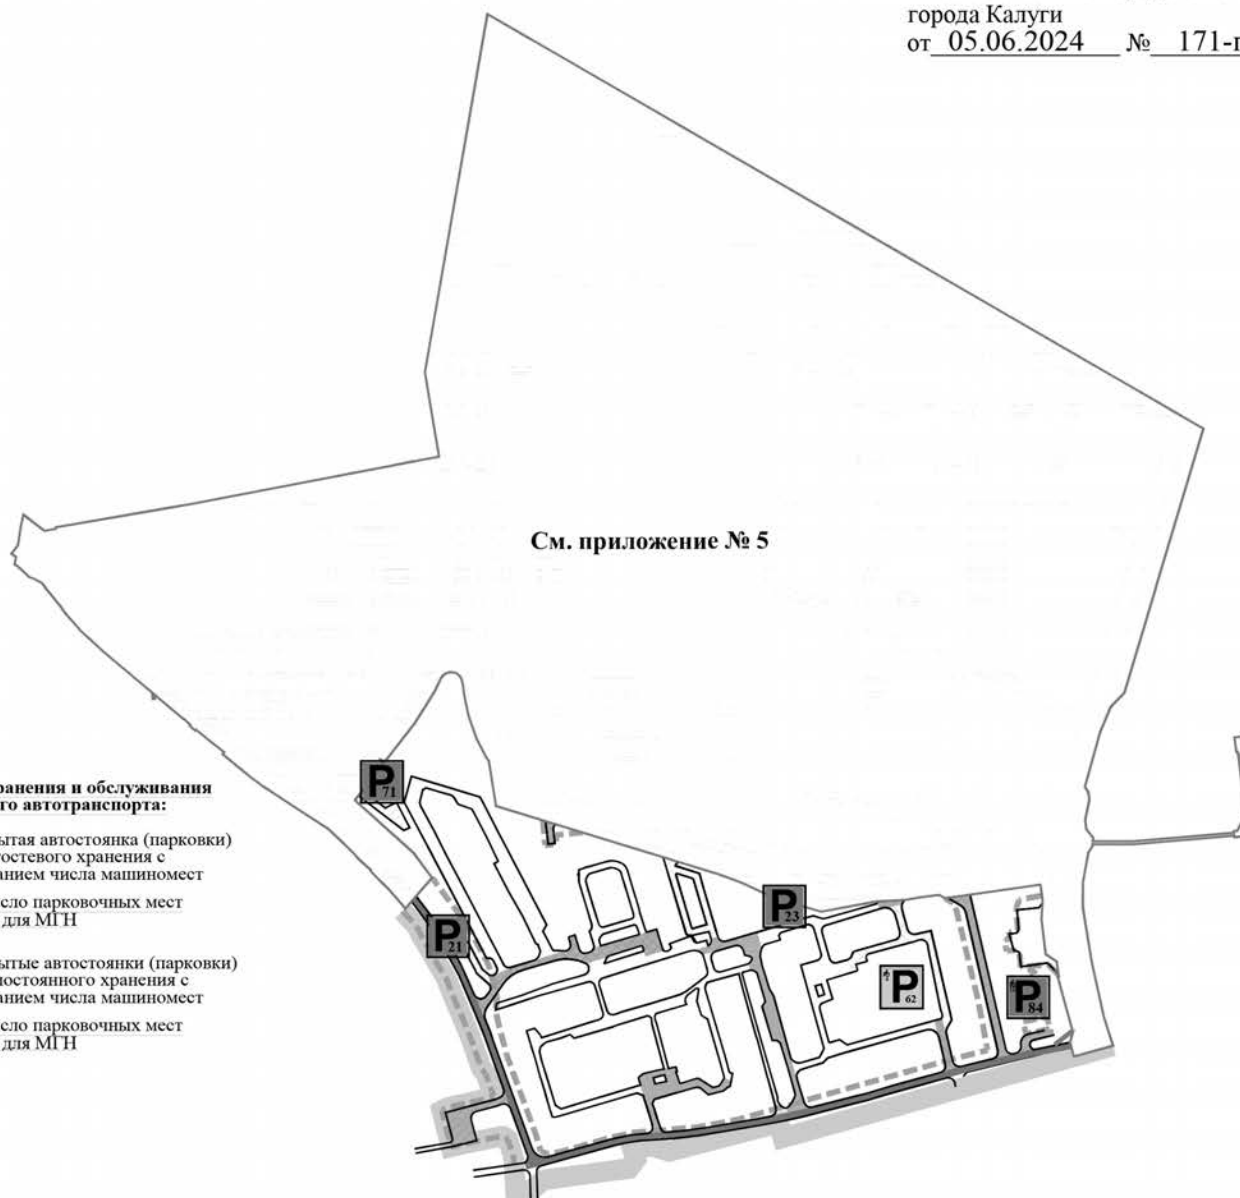 города Калуги
от 05.06.2024 № 171-п
См. приложение № 5
ранения и обслуживания
го автотранспорта:
ытая автостоянка (парковки)
остевого хранения с
анием числа машиномест
сло парковочных мест
для МГН
ытые автостоянки (парковки)
постоянного хранения с
анием числа машиномест
сло парковочных мест
для МГН
P 71
P 21
P 23
P 62
P 84